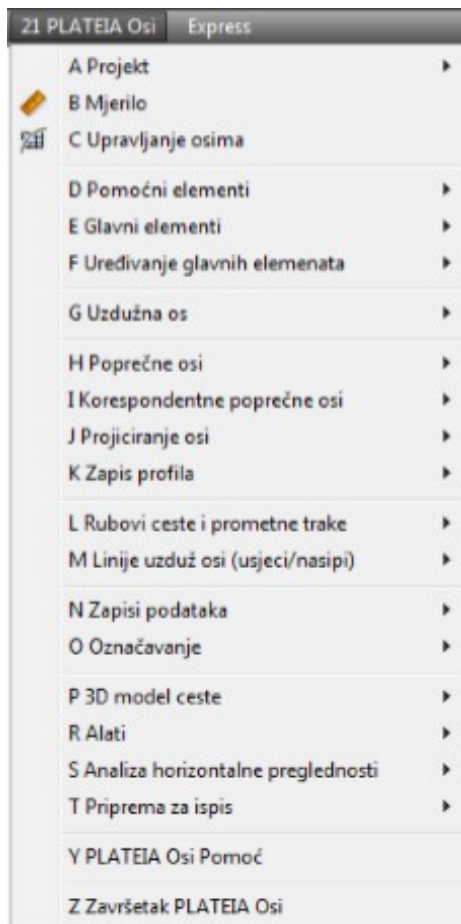 21 PLATEIA Osi Express
A Projekt
B Mjerilo
C Upravljanje osima
D Pomoćni elementi
E Glavni elementi
F Uređivanje glavnih elemenata
G Uzdužna os
H Poprečne osi
I Korespondentne poprečne osi
J Projiciranje osi
K Zapis profila
L Rubovi ceste i prometne trake
M Linije uzduž osi (usjeci/nasipi)
N Zapisi podataka
O Označavanje
P 3D model ceste
R Alati
S Analiza horizontalne preglednosti
T Priprema za ispis
Y PLATEIA Osi Pomoć
Z Završetak PLATEIA Osi